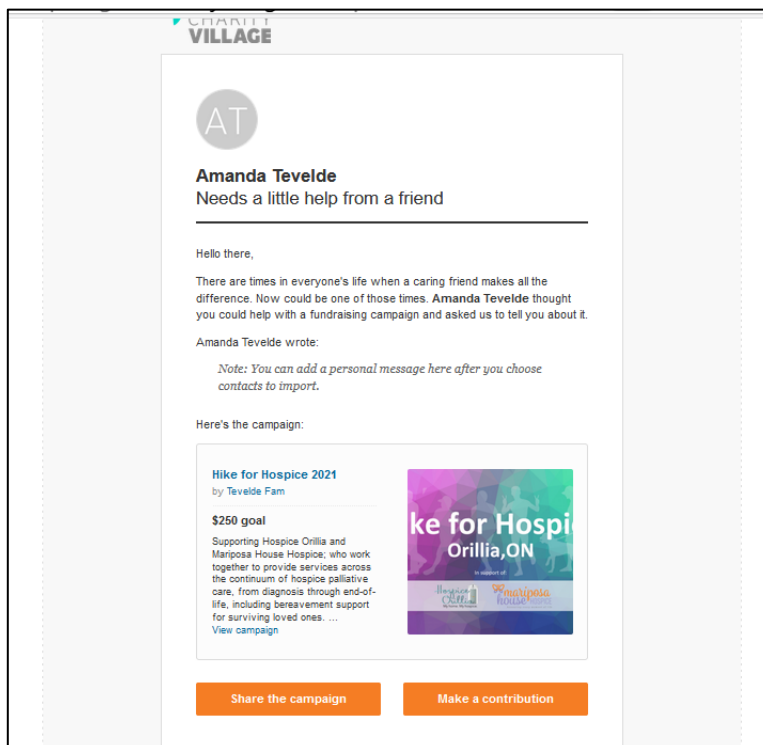 CHARITY
VILLAGE
AT
Amanda Tevelde
Needs a little help from a friend
Hello there,
There are times in everyone's life when a caring friend makes all the
difference. Now could be one of those times. Amanda Tevelde thought
you could help with a fundraising campaign and asked us to tell you about it.
Amanda Tevelde wrote:
Note: You can add a personal message here after you choose
contacts to import.
Here's the campaign:
Hike for Hospice 2021
by Tevelde Fam
$250 goal
Supporting Hospice Orillia and
Mariposa House Hospice; who work
together to provide services across
the continuum of hospice palliative
care, from diagnosis through end-of-
life, including bereavement support
for surviving loved ones. ...
View campaign
ke for Hospi
Orillia,ON
in support of
Hospice
Orillia
mariposa
house
Share the campaign
Make a contribution